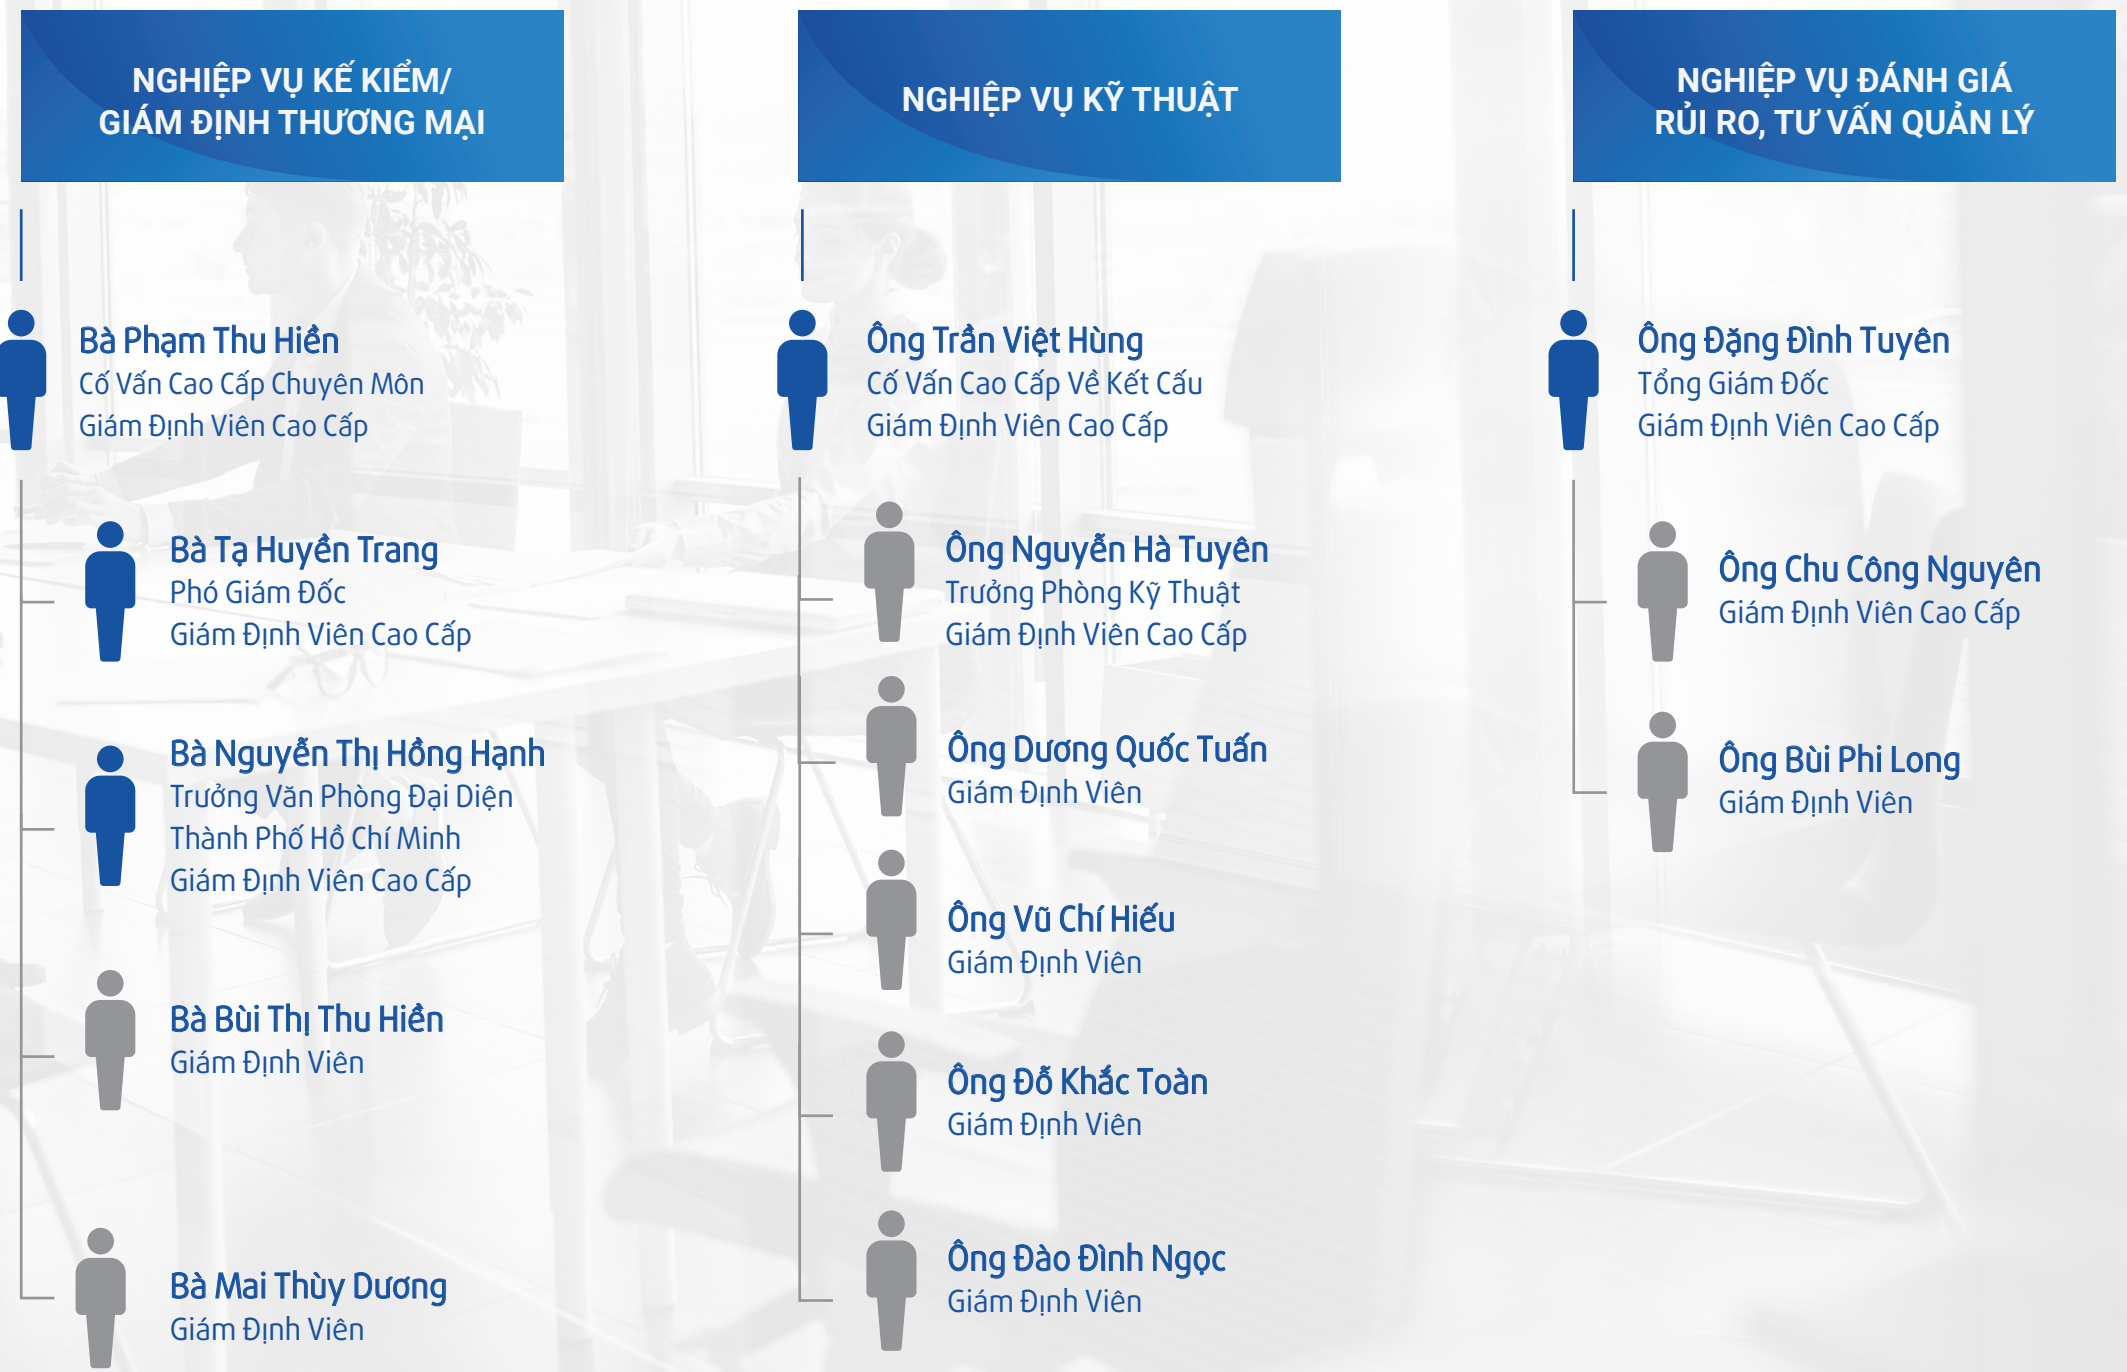 NGHIỆP VỤ KẾ KIỂM/
GIÁM ĐỊNH THƯƠNG MẠI
Bà Phạm Thu Hiền
Cố Vấn Cao Cấp Chuyên Môn
Giám Định Viên Cao Cấp
Bà Tạ Huyền Trang
Phó Giám Đốc
Giám Định Viên Cao Cấp
Bà Nguyễn Thị Hồng Hạnh
Trưởng Văn Phòng Đại Diện
Thành Phố Hồ Chí Minh
Giám Định Viên Cao Cấp
Bà Bùi Thị Thu Hiền
Giám Định Viên
Bà Mai Thùy Dương
Giám Định Viên
NGHIỆP VỤ KỸ THUẬT
Ông Trần Việt Hùng
Cố Vấn Cao Cấp Về Kết Cấu
Giám Định Viên Cao Cấp
Ông Nguyễn Hà Tuyên
Trưởng Phòng Kỹ Thuật
Giám Định Viên Cao Cấp
Ông Dương Quốc Tuấn
Giám Định Viên
Ông Vũ Chí Hiếu
Giám Định Viên
Ông Đỗ Khắc Toàn
Giám Định Viên
Ông Đào Đình Ngọc
Giám Định Viên
NGHIỆP VỤ ĐÁNH GIÁ
RỦI RO, TƯ VẤN QUẢN LÝ
Ông Đặng Đình Tuyên
Tổng Giám Đốc
Giám Định Viên Cao Cấp
Ông Chu Công Nguyên
Giám Định Viên Cao Cấp
Ông Bùi Phi Long
Giám Định Viên